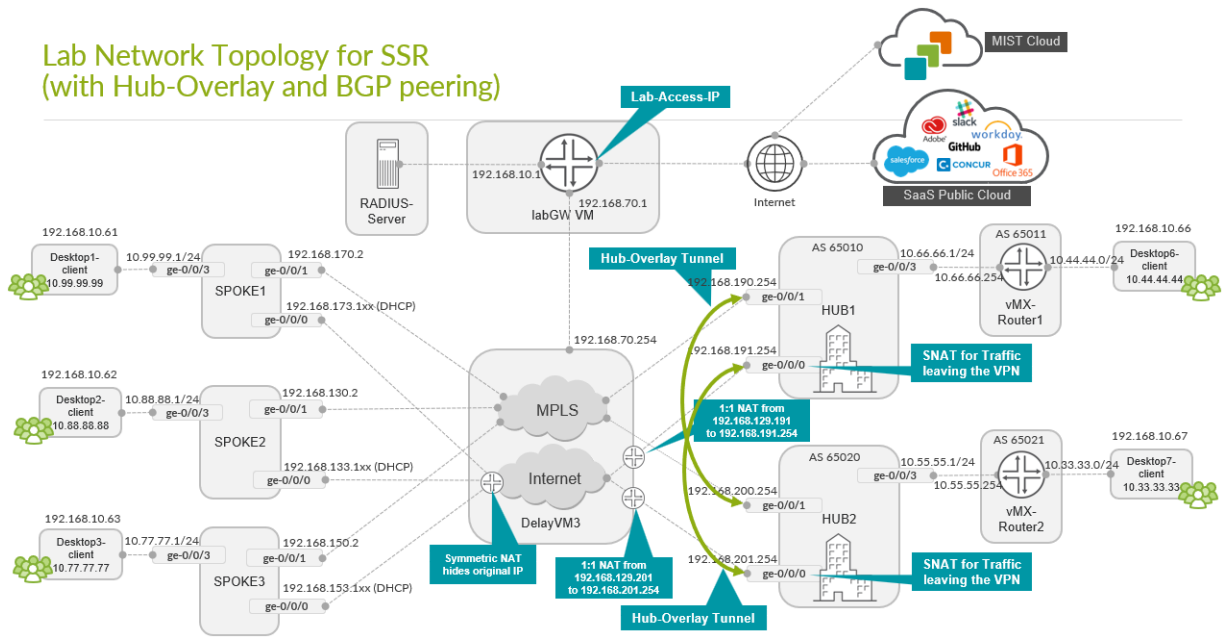 Lab Network Topology for SSR
(with Hub-Overlay and BGP peering)
MIST Cloud
Lab-Access-IP
slack
Adobe
workday.
GitHub
salesforce
C. CONCUR
Office 365
SaaS Public Cloud
Internet
192.168.10.1
192.168.70.1
labGW VM
RADIUS-
Server
192.168.10.61
Desktop1-
client
10.99.99.99
10.99.99.1/24
ge-0/0/3
SPOKE1
192.168.170.2
ge-0/0/1
192.168.173.1xx (DHCP)
ge-0/0/0
192.168.10.62
Desktop2-
client
10.88.88.88
10.88.88.1/24
ge-0/0/3
SPOKE2
192.168.130.2
ge-0/0/1
192.168.133.1xx (DHCP)
ge-0/0/0
192.168.10.63
Desktop3-
client
10.77.77.77
10.77.77.1/24
ge-0/0/3
SPOKE3
192.168.150.2
ge-0/0/1
192.168.153.1xx (DHCP)
ge-0/0/0
192.168.70.254
MPLS
Internet
DelayVM3
Symmetric NAT
hides original IP
1:1 NAT from
192.168.129.201
to 192.168.201.254
1:1 NAT from
192.168.129.191
to 192.168.191.254
Hub-Overlay Tunnel
Hub-Overlay Tunnel
AS 65010
192.168.190.254
ge-0/0/1
HUB1
192.168.191.254
ge-0/0/0
ge-0/0/3
10.66.66.1/24
10.66.66.254
SNAT for Traffic
leaving the VPN
AS 65011
vMX-
Router1
10.44.44.0/24
192.168.10.66
Desktop6-
client
10.44.44.44
AS 65020
192.168.200.254
ge-0/0/1
HUB2
192.168.201.254
ge-0/0/0
ge-0/0/3
10.55.55.1/24
10.55.55.254
SNAT for Traffic
leaving the VPN
AS 65021
vMX-
Router2
10.33.33.0/24
192.168.10.67
Desktop7-
client
10.33.33.33